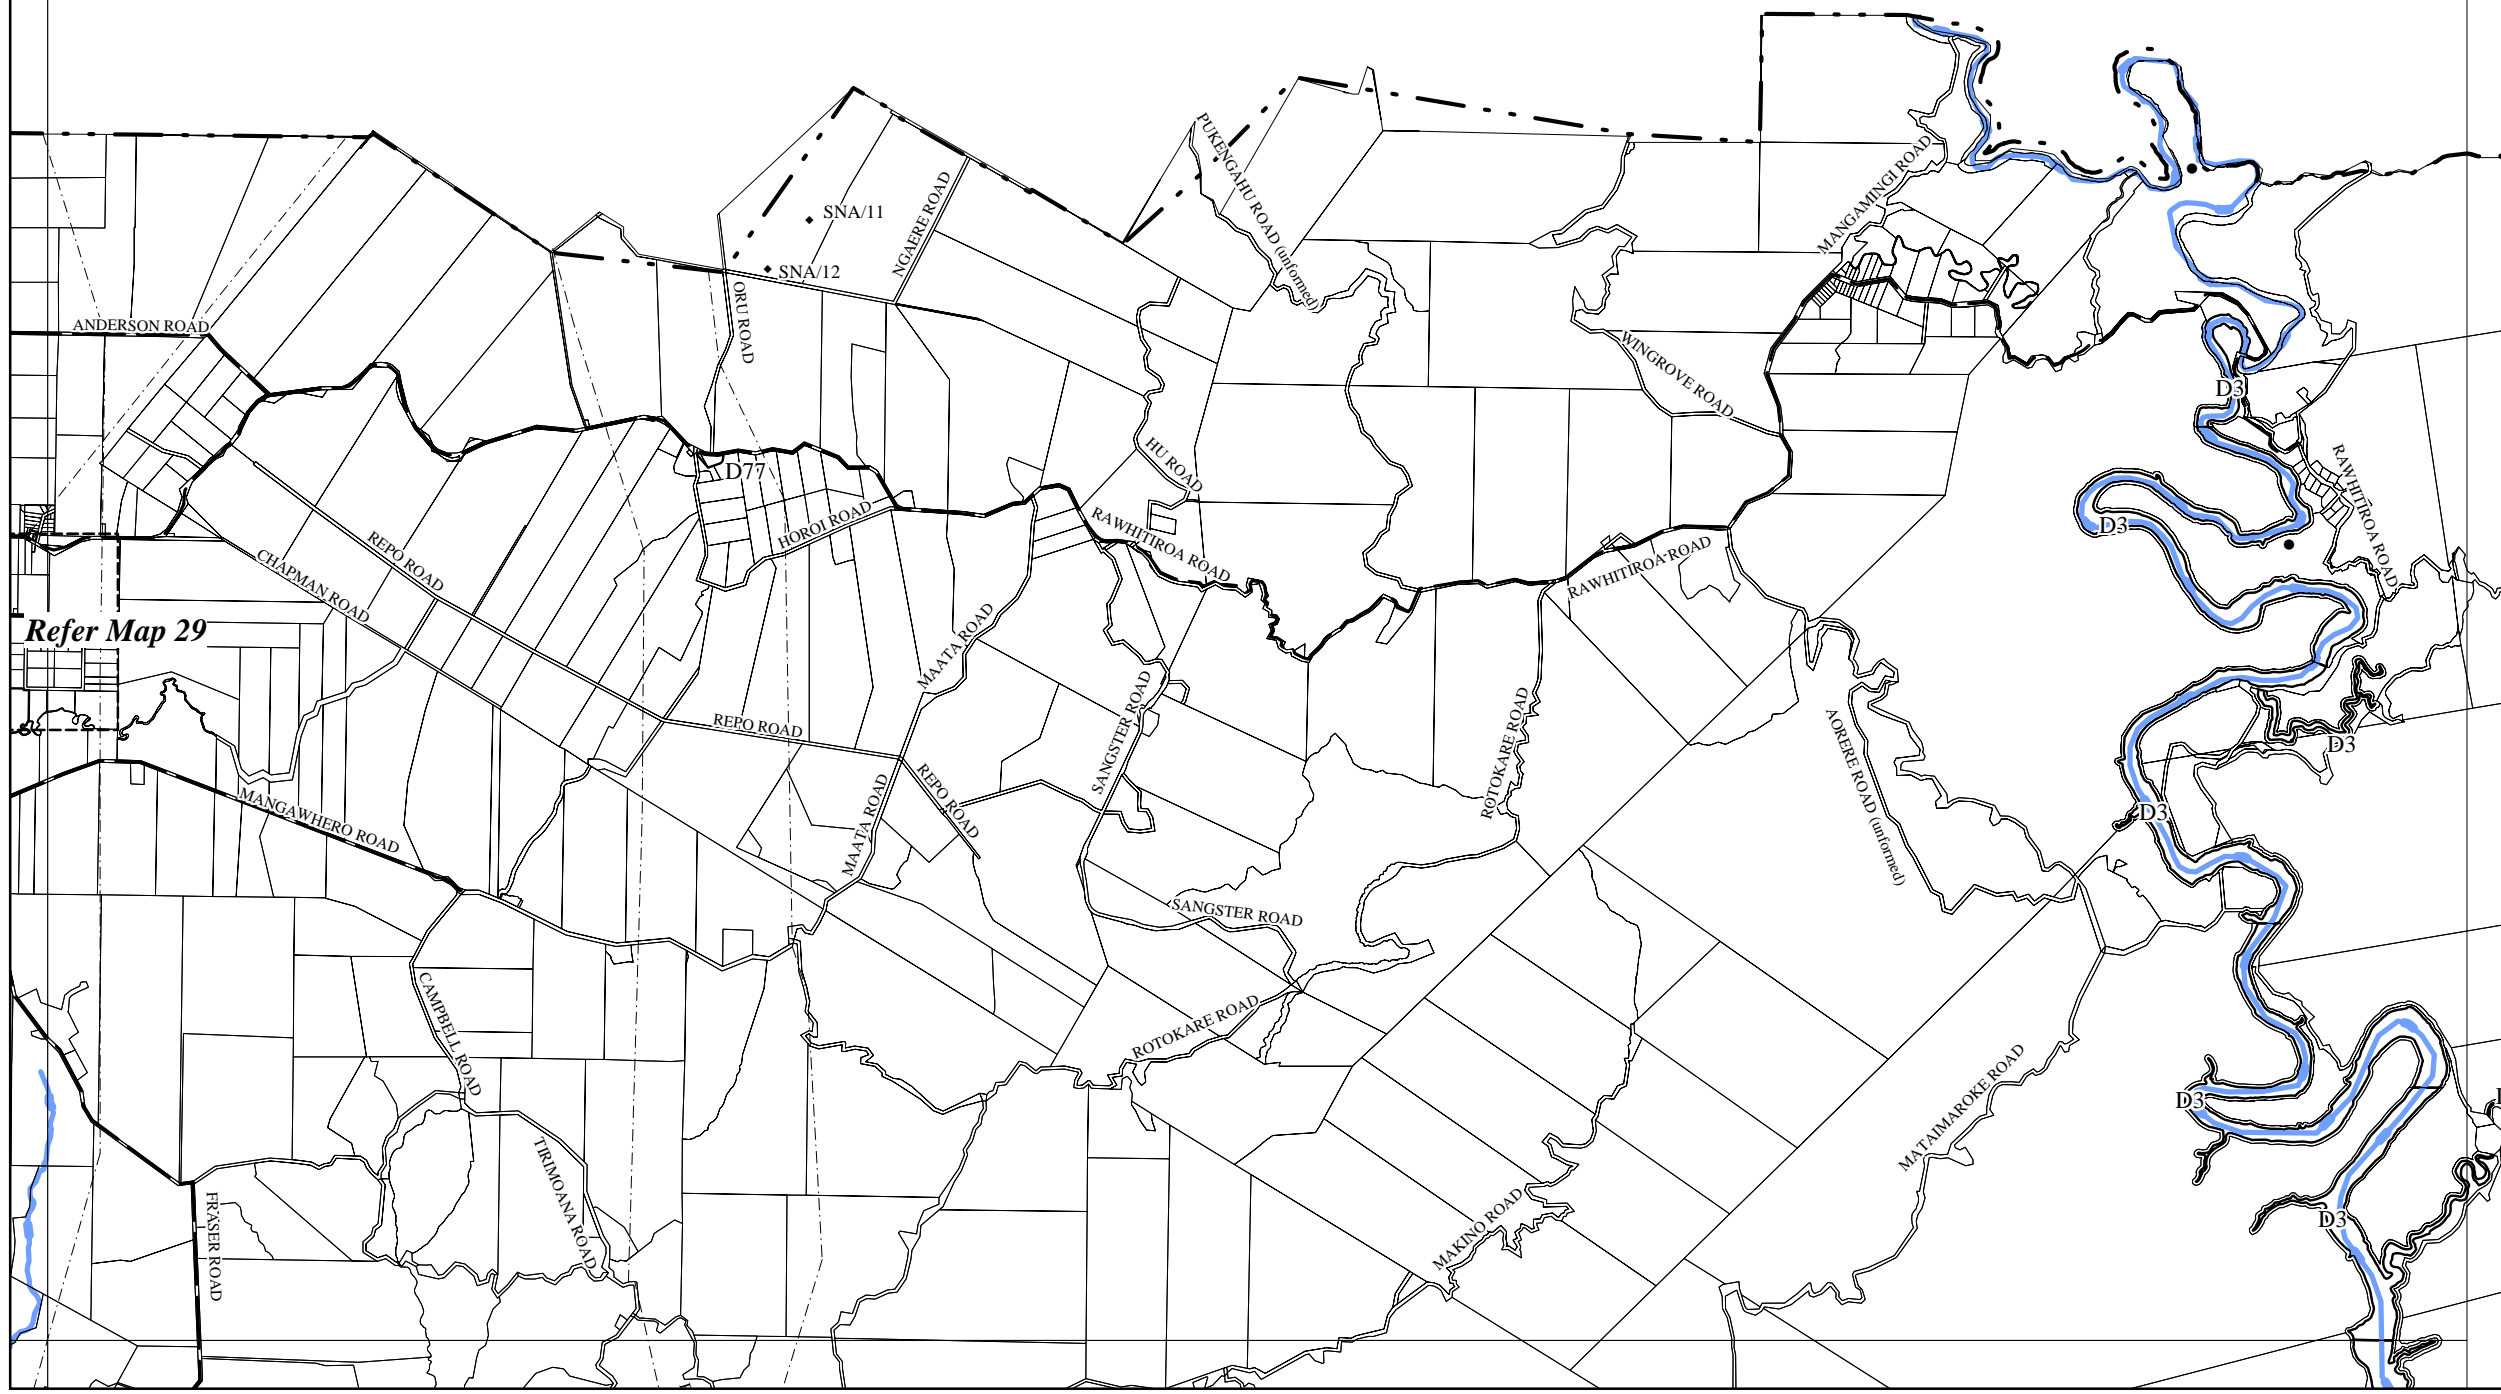 PUKENGAHU ROAD (unformed)
MANGAMINGI ROAD
NGAERE ROAD
SNA/11
SNA/12
ORU ROAD
ANDERSON ROAD
WINGROVE ROAD
D3
HU ROAD
RAWHITIROA ROAD
D77
HOROI ROAD
RAWHITIROA ROAD
RAWHITIROA ROAD
D3
REPO ROAD
CHAPMAN ROAD
Refer Map 29
MAATA ROAD
SANGSTER ROAD
ROTOKARE ROAD
AORERE ROAD (unformed)
REPO ROAD
D3
REPO ROAD
MAATA ROAD
MANGAWHERO ROAD
D3
SANGSTER ROAD
CAMPBELL ROAD
ROTOKARE ROAD
MATAIMAROKE ROAD
D3
TIRIMOANA ROAD
FRASER ROAD
MAKINO ROAD
D3